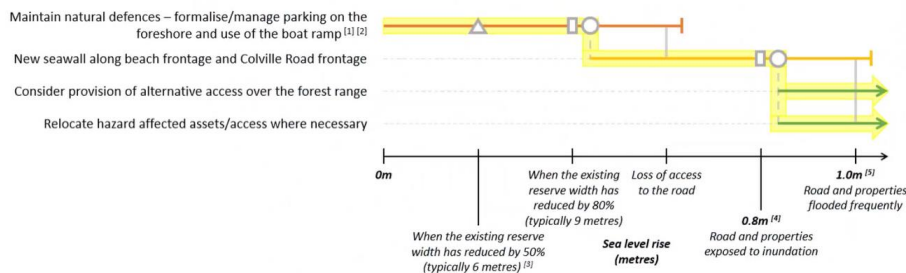 Maintain natural defences – formalise/manage parking on the
foreshore and use of the boat ramp [1] [2]
New seawall along beach frontage and Colville Road frontage
Consider provision of alternative access over the forest range
Relocate hazard affected assets/access where necessary
0m
When the existing
reserve width has
reduced by 80%
(typically 9 metres)
Loss of access
to the road
1.0m [5]
Road and properties
flooded frequently
When the existing reserve
width has reduced by 50%
(typically 6 metres) [3]
Sea level rise
(metres)
0.8m [4]
Road and properties
exposed to inundation